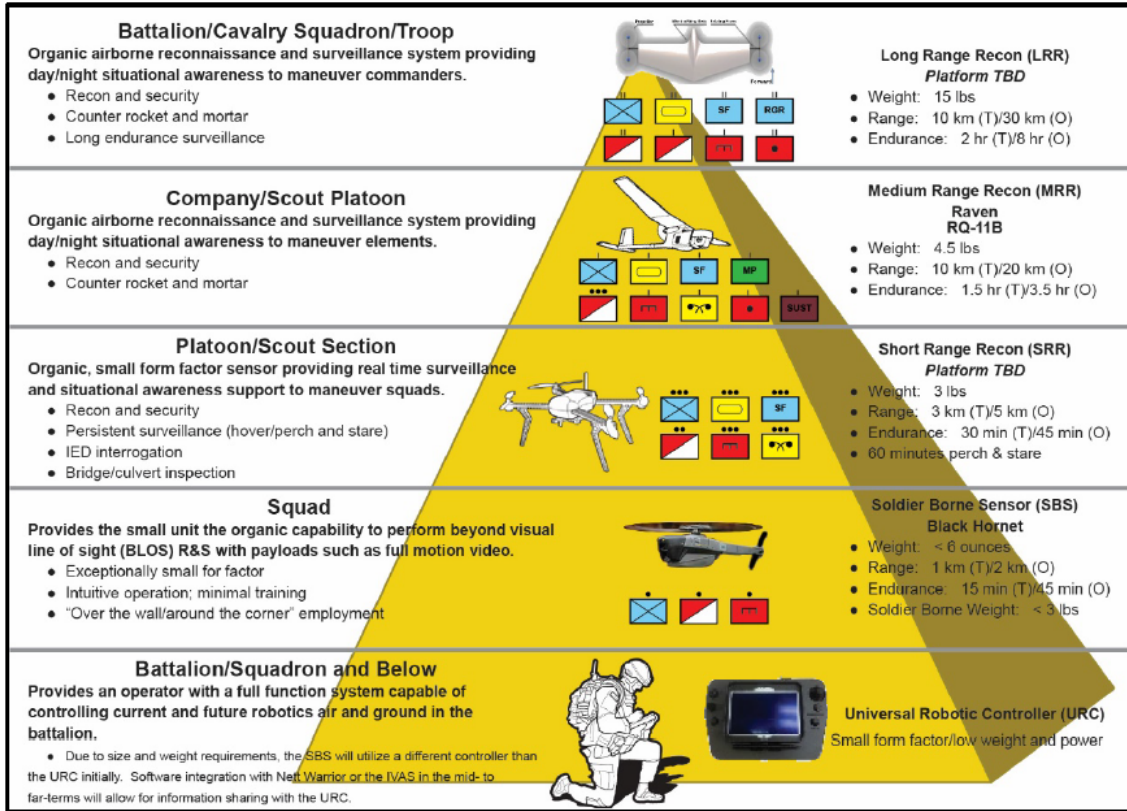 Battalion/Cavalry Squadron/Troop
Organic airborne reconnaissance and surveillance system providing
day/night situational awareness to maneuver commanders.
● Recon and security
● Counter rocket and mortar
● Long endurance surveillance
Forward
SF
RGR
Long Range Recon (LRR)
Platform TBD
● Weight: 15 lbs
● Range: 10 km (T)/30 km (O)
● Endurance: 2 hr (T)/8 hr (O)
Company/Scout Platoon
Organic airborne reconnaissance and surveillance system providing
day/night situational awareness to maneuver elements.
● Recon and security
● Counter rocket and mortar
SF
MP
SUST
Medium Range Recon (MRR)
Raven
RQ-11B
● Weight: 4.5 lbs
● Range: 10 km (T)/20 km (O)
● Endurance: 1.5 hr (T)/3.5 hr (O)
Platoon/Scout Section
Organic, small form factor sensor providing real time surveillance
and situational awareness support to maneuver squads.
● Recon and security
● Persistent surveillance (hover/perch and stare)
● IED interrogation
● Bridge/culvert inspection
SF
Short Range Recon (SRR)
Platform TBD
● Weight: 3 lbs
● Range: 3 km (T)/5 km (O)
● Endurance: 30 min (T)/45 min (O)
● 60 minutes perch & stare
Squad
Provides the small unit the organic capability to perform beyond visual
line of sight (BLOS) R&S with payloads such as full motion video.
● Exceptionally small for factor
● Intuitive operation; minimal training
● “Over the wall/around the corner” employment
Soldier Borne Sensor (SBS)
Black Hornet
● Weight: < 6 ounces
● Range: 1 km (T)/2 km (O)
● Endurance: 15 min (T)/45 min (O)
● Soldier Borne Weight: < 3 lbs
Battalion/Squadron and Below
Provides an operator with a full function system capable of
controlling current and future robotics air and ground in the
battalion.
● Due to size and weight requirements, the SBS will utilize a different controller than
the URC initially. Software integration with Nett Warrior or the IVAS in the mid- to
far-terms will allow for information sharing with the URC.
Universal Robotic Controller (URC)
Small form factor/low weight and power